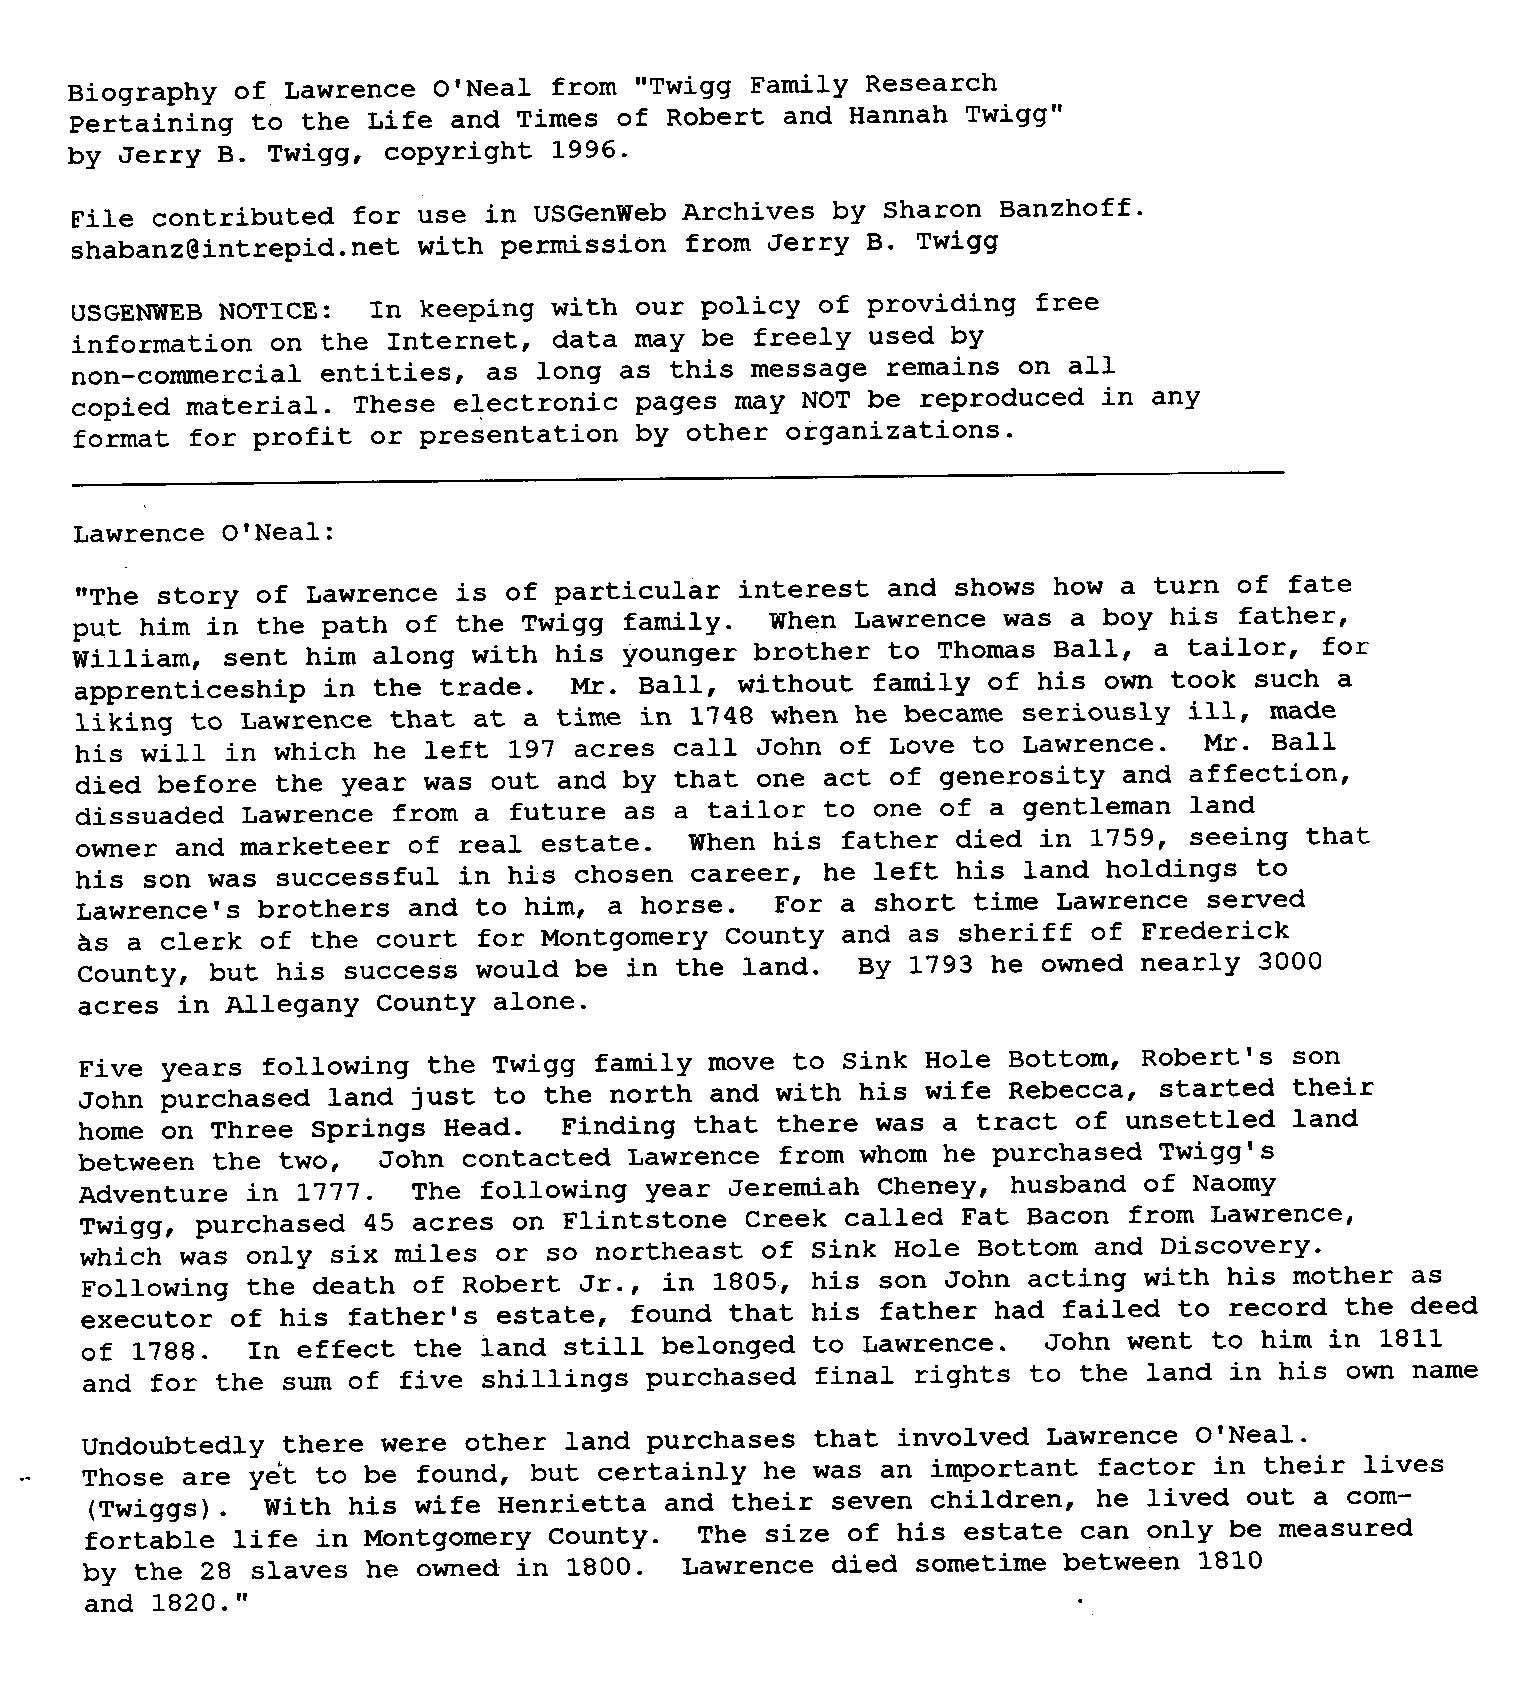 Biography of Lawrence O'Neal from "Twigg Family Research
Pertaining to the Life and Times of Robert and Hannah Twigg"
by Jerry B. Twigg, copyright 1996.
File contributed for use in USGenWeb Archives by Sharon Banzhoff.
shabanz@intrepid.net with permission from Jerry B. Twigg
USGENWEB NOTICE:  In keeping with our policy of providing free
information on the Internet, data may be freely used by
non-commercial entities, as long as this message remains on all
copied material. These electronic pages may NOT be reproduced in any
format for profit or presentation by other organizations.
Lawrence O'Neal:
"The story of Lawrence is of particular interest and shows how a turn of fate
put him in the path of the Twigg family.  When Lawrence was a boy his father,
William, sent him along with his younger brother to Thomas Ball, a tailor, for
apprenticeship in the trade.  Mr. Ball, without family of his own took such a
liking to Lawrence that at a time in 1748 when he became seriously ill, made
his will in which he left 197 acres call John of Love to Lawrence.  Mr. Ball
died before the year was out and by that one act of generosity and affection,
dissuaded Lawrence from a future as a tailor to one of a gentleman land
owner and marketeer of real estate.  When his father died in 1759, seeing that
his son was successful in his chosen career, he left his land holdings to
Lawrence's brothers and to him, a horse.  For a short time Lawrence served
as a clerk of the court for Montgomery County and as sheriff of Frederick
County, but his success would be in the land.  By 1793 he owned nearly 3000
acres in Allegany County alone.
Five years following the Twigg family move to Sink Hole Bottom, Robert's son
John purchased land just to the north and with his wife Rebecca, started their
home on Three Springs Head.  Finding that there was a tract of unsettled land
between the two,  John contacted Lawrence from whom he purchased Twigg's
Adventure in 1777.  The following year Jeremiah Cheney, husband of Naomy
Twigg, purchased 45 acres on Flintstone Creek called Fat Bacon from Lawrence,
which was only six miles or so northeast of Sink Hole Bottom and Discovery.
Following the death of Robert Jr., in 1805, his son John acting with his mother as
executor of his father's estate, found that his father had failed to record the deed
of 1788.  In effect the land still belonged to Lawrence.  John went to him in 1811
and for the sum of five shillings purchased final rights to the land in his own name
Undoubtedly there were other land purchases that involved Lawrence O'Neal.
Those are yet to be found, but certainly he was an important factor in their lives
(Twiggs).  With his wife Henrietta and their seven children, he lived out a com-
fortable life in Montgomery County.  The size of his estate can only be measured
by the 28 slaves he owned in 1800.  Lawrence died sometime between 1810
and 1820."